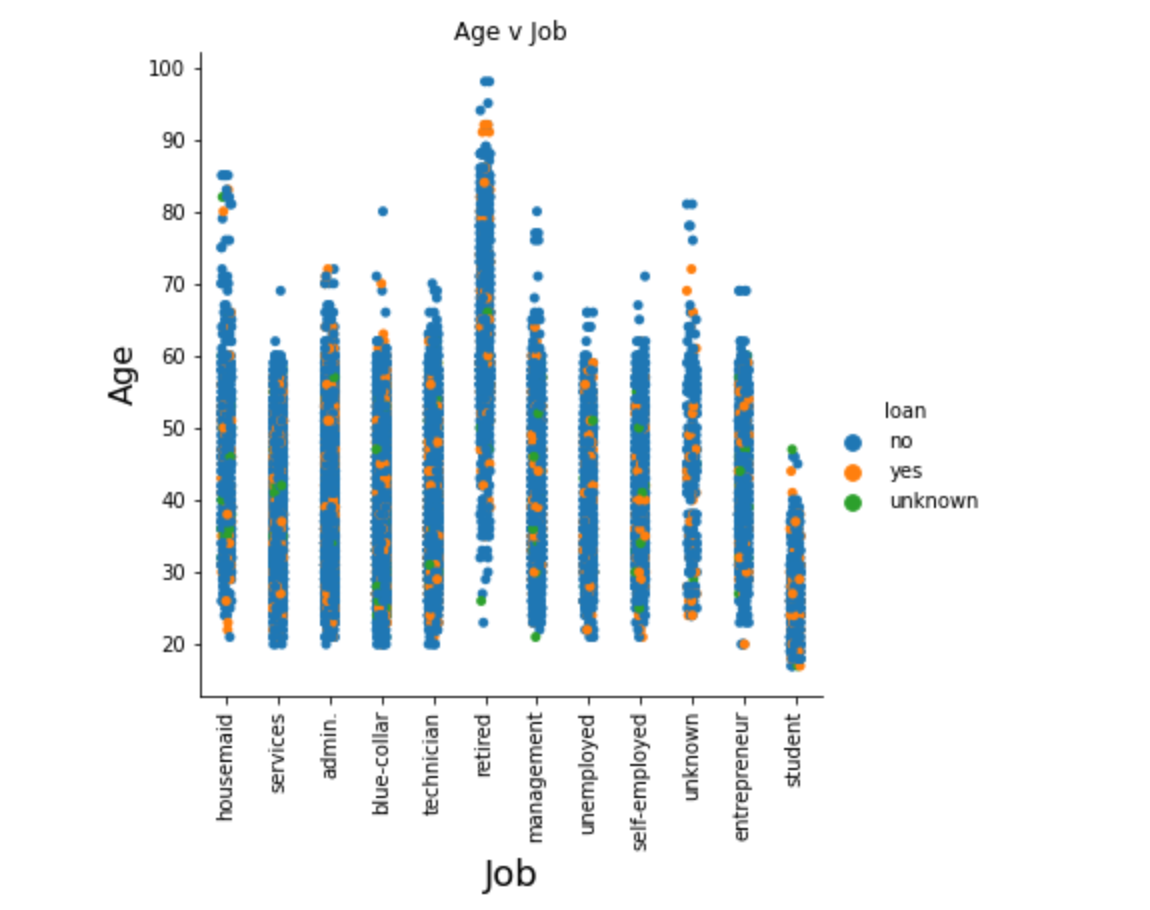 Age v Job
100
90
80
70
60
50
40
30
20
Age
housemaid
services
admin.
blue-collar
technician
retired
management
unemployed
self-employed
unknown
entrepreneur
student
Job
loan
no
yes
unknown